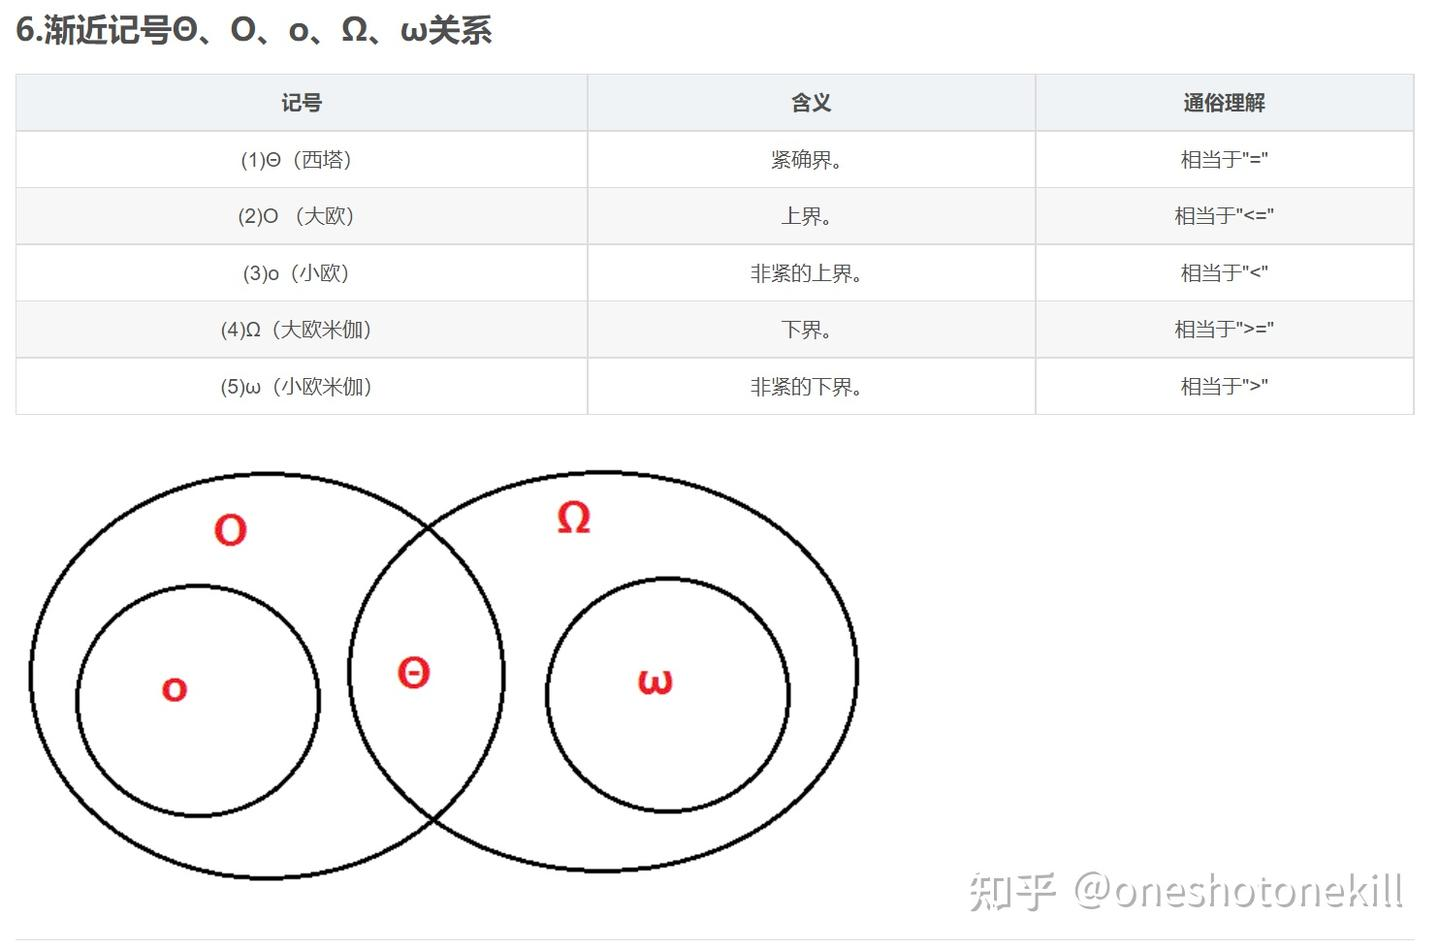 6.渐近记号Θ、O、o、Ω、ω关系
记号 含义 通俗理解
(1)Θ（西塔） 紧确界。 相当于"="
(2)O （大欧） 上界。 相当于"<="
(3)o（小欧） 非紧的上界。 相当于"<"
(4)Ω（大欧米伽） 下界。 相当于">="
(5)ω（小欧米伽） 非紧的下界。 相当于">"
O Ω
o Θ ω
知乎 @oneshotonekill